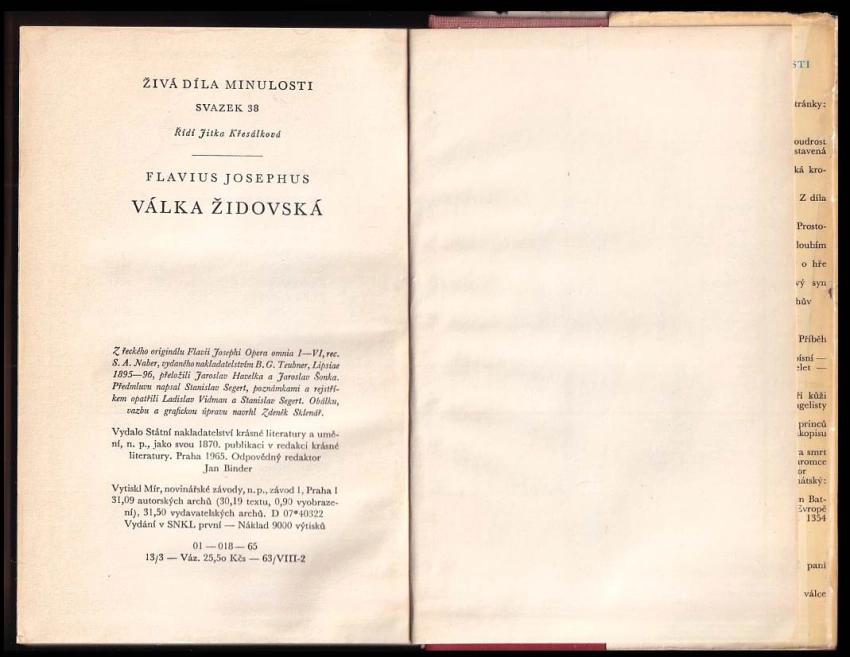 ŽIVÁ DÍLA MINULOSTI
SVAZEK 38
Řídí Jitka Křesálková
FLAVIUS JOSEPHUS
VÁLKA ŽIDOVSKÁ
Z řeckého originálu Flavii Josephi Opera omnia I—VI, rec.
S. A. Naber, vydaného nakladatelstvím B. G. Teubner, Lipsiae
1895—96, přeložili Jaroslav Havelka a Jaroslav Šonka.
Předmluvu napsal Stanislav Segert, poznámkami a rejstří-
kem opatřili Ladislav Vidman a Stanislav Segert. Obálku,
vazbu a grafickou úpravu navrhl Zdeněk Sklenář.
Vydalo Státní nakladatelství krásné literatury a umě-
ní, n. p., jako svou 1870. publikaci v redakci krásné
literatury. Praha 1965. Odpovědný redaktor
Jan Binder
Vytiskl Mír, novinářské závody, n. p., závod 1, Praha 1
31,09 autorských archů (30,19 textu, 0,90 vyobraze-
ní), 31,50 vydavatelských archů. D 07*40322
Vydání v SNKL první — Náklad 9000 výtisků
01 — 018 — 65
13/3 — Váz. 25,50 Kčs — 63/VIII-2
STI
tránky:
oudrost
stavená
ká kro-
Z díla
Prosto-
loubím
o hře
vý syn
hův
Příběh
písní —
elet —
ři kůži
ngelisty
princů
kopisu
a smrt
romce
or
átský:
n Bat-
Evropě
1354
paní
válce